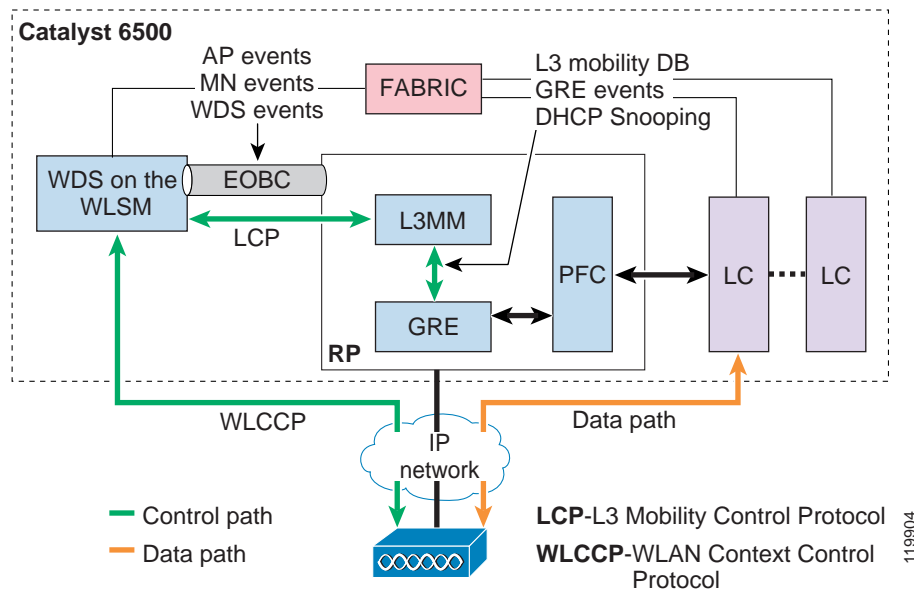 Catalyst 6500
AP events
MN events
WDS events
FABRIC
L3 mobility DB
GRE events
DHCP Snooping
WDS on the
WLSM
EOBC
LCP
L3MM
GRE
PFC
RP
LC
LC
WLCCP
IP
network
Data path
Control path
Data path
LCP-L3 Mobility Control Protocol
WLCCP-WLAN Context Control
Protocol
119904